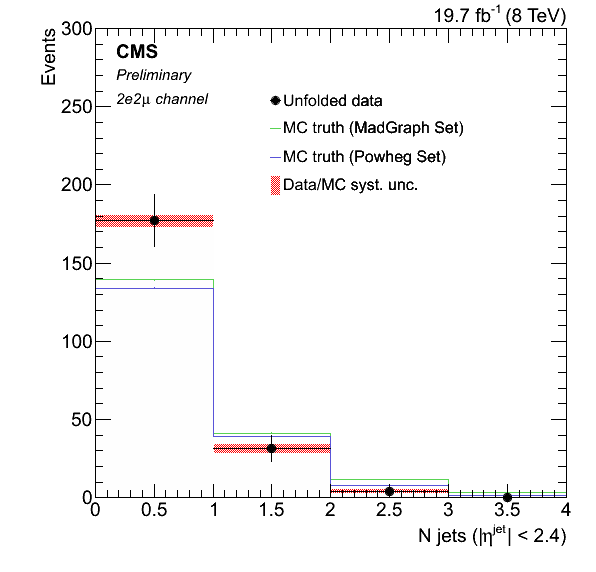 19.7 fb⁻¹ (8 TeV)
Events
300
250
200
150
100
50
0
CMS
Preliminary
2e2μ channel
Unfolded data
MC truth (MadGraph Set)
MC truth (Powheg Set)
Data/MC syst. unc.
0 0.5 1 1.5 2 2.5 3 3.5 4
N jets (|η^jet| < 2.4)